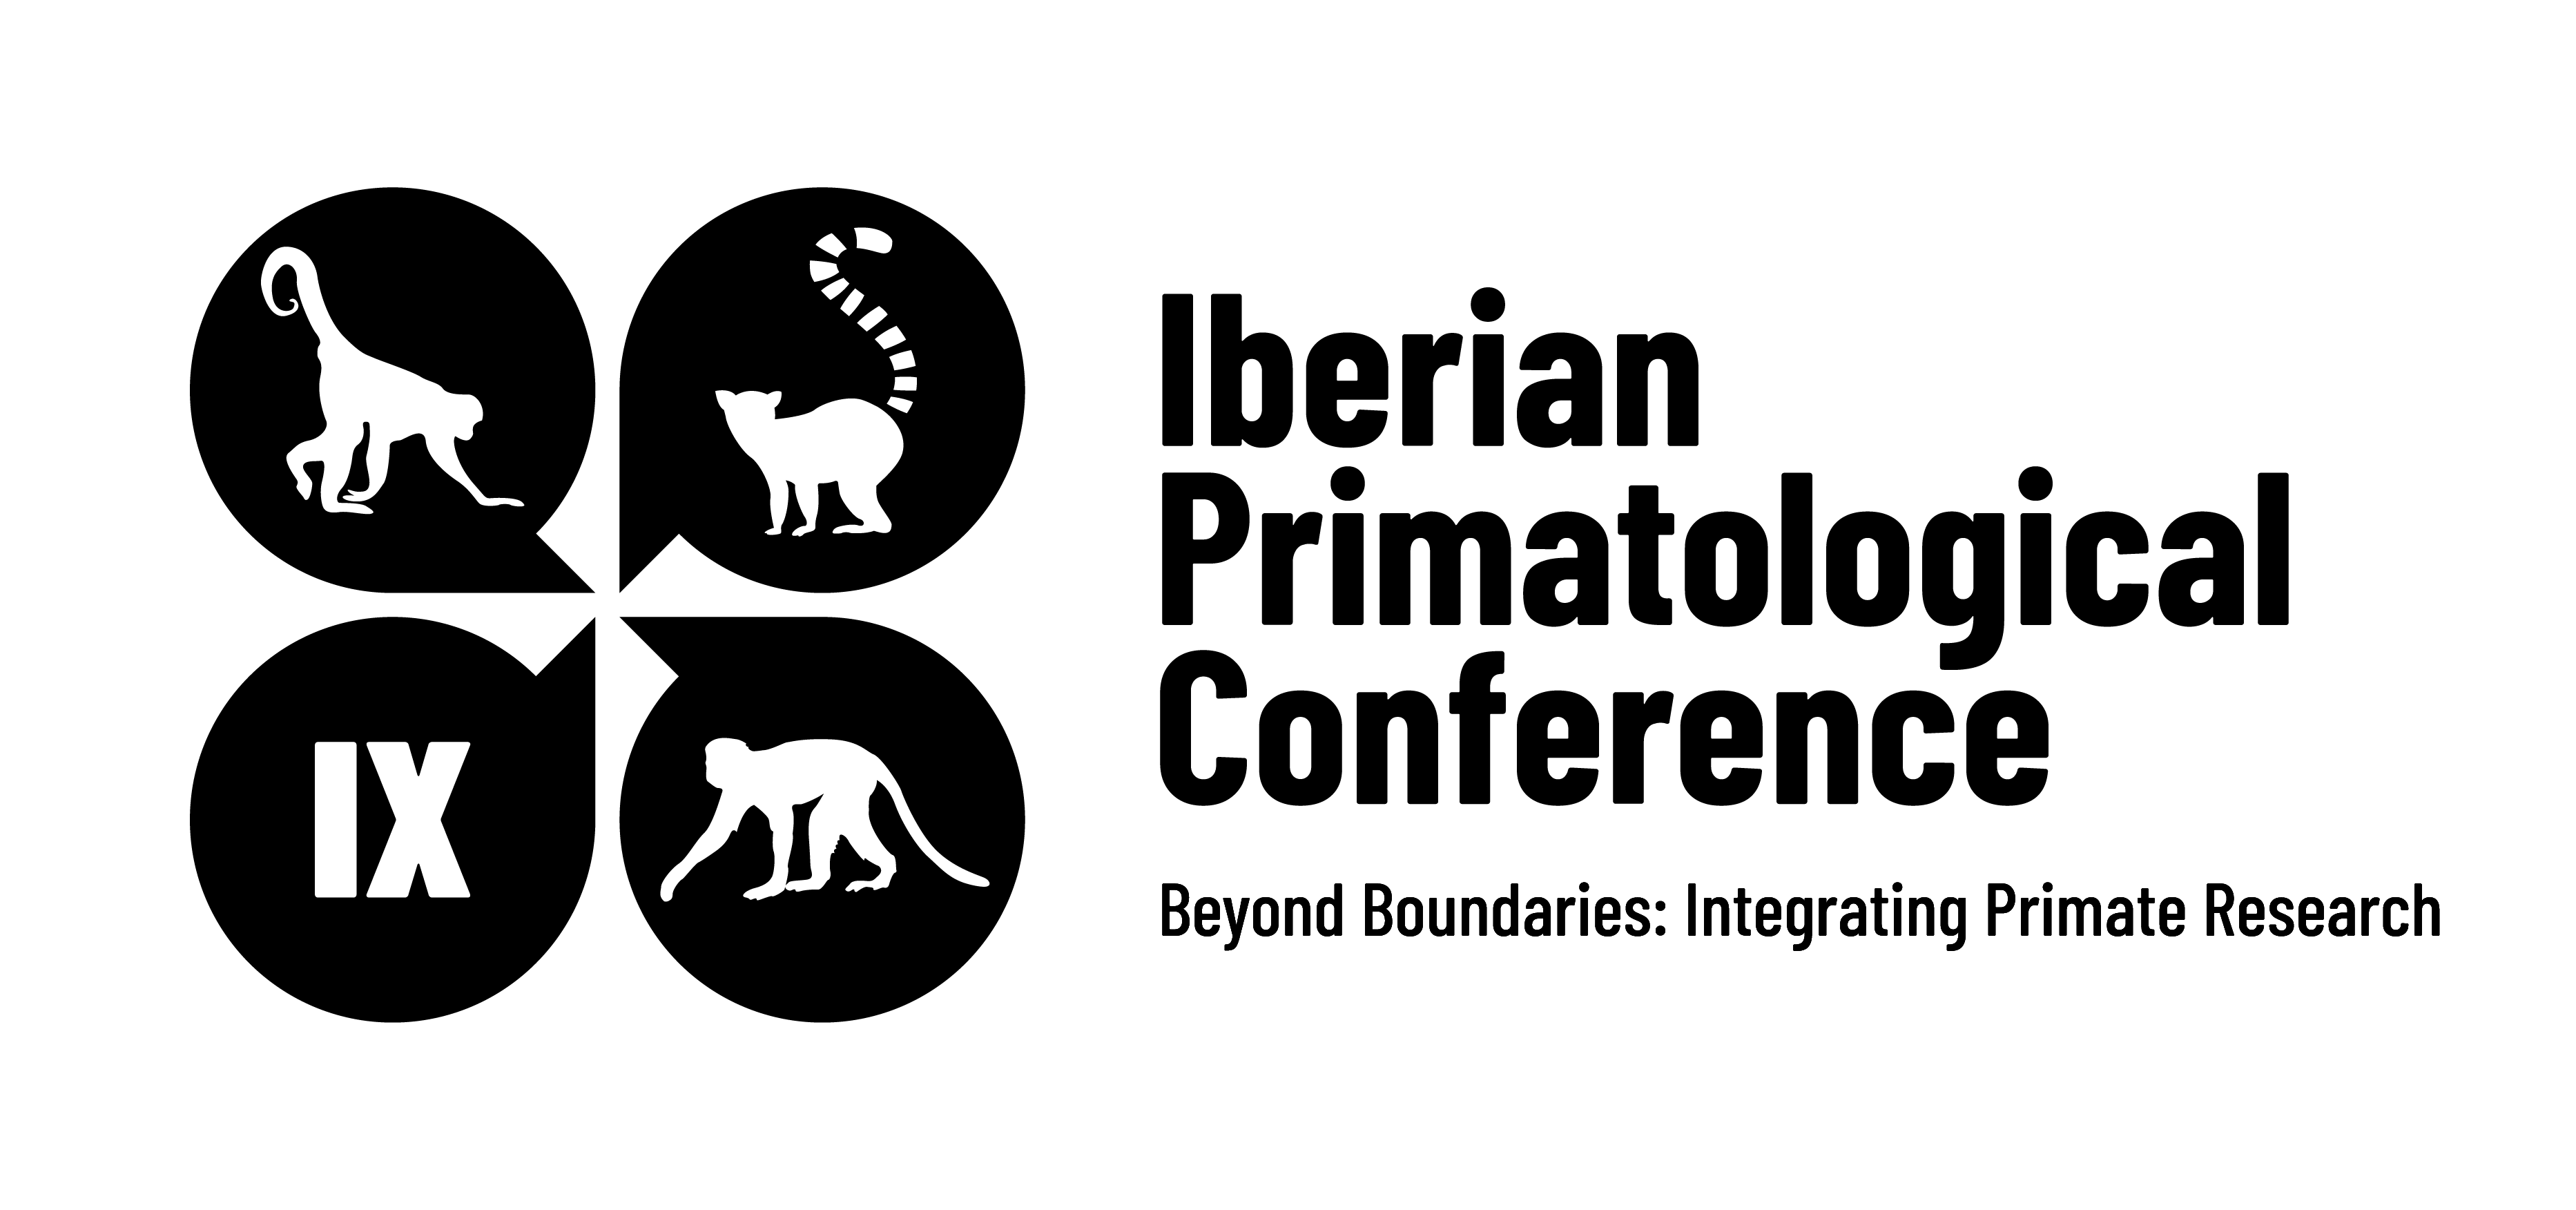 IX
Iberian
Primatological
Conference
Beyond Boundaries: Integrating Primate Research